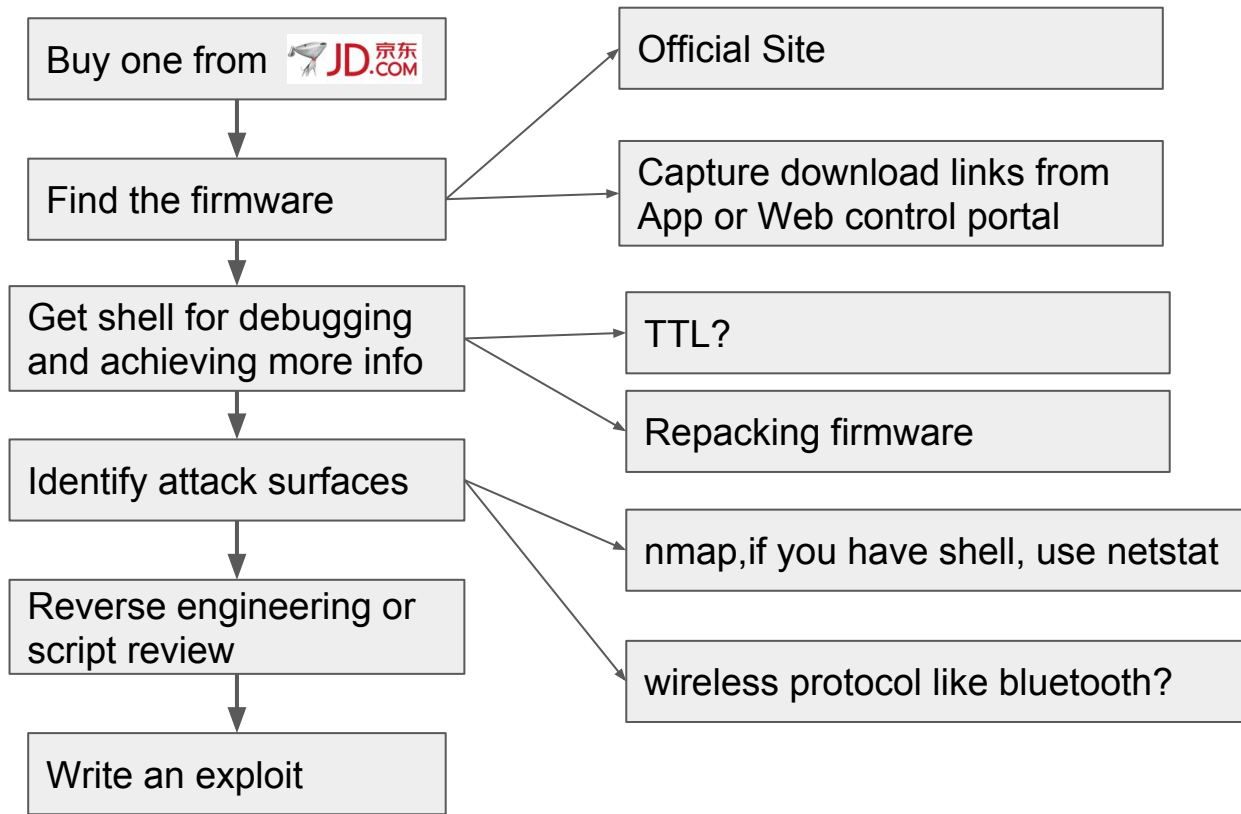 Buy one from JD.COM 京东
Official Site
Find the firmware
Capture download links from
App or Web control portal
Get shell for debugging
and achieving more info
TTL?
Repacking firmware
Identify attack surfaces
nmap,if you have shell, use netstat
Reverse engineering or
script review
wireless protocol like bluetooth?
Write an exploit